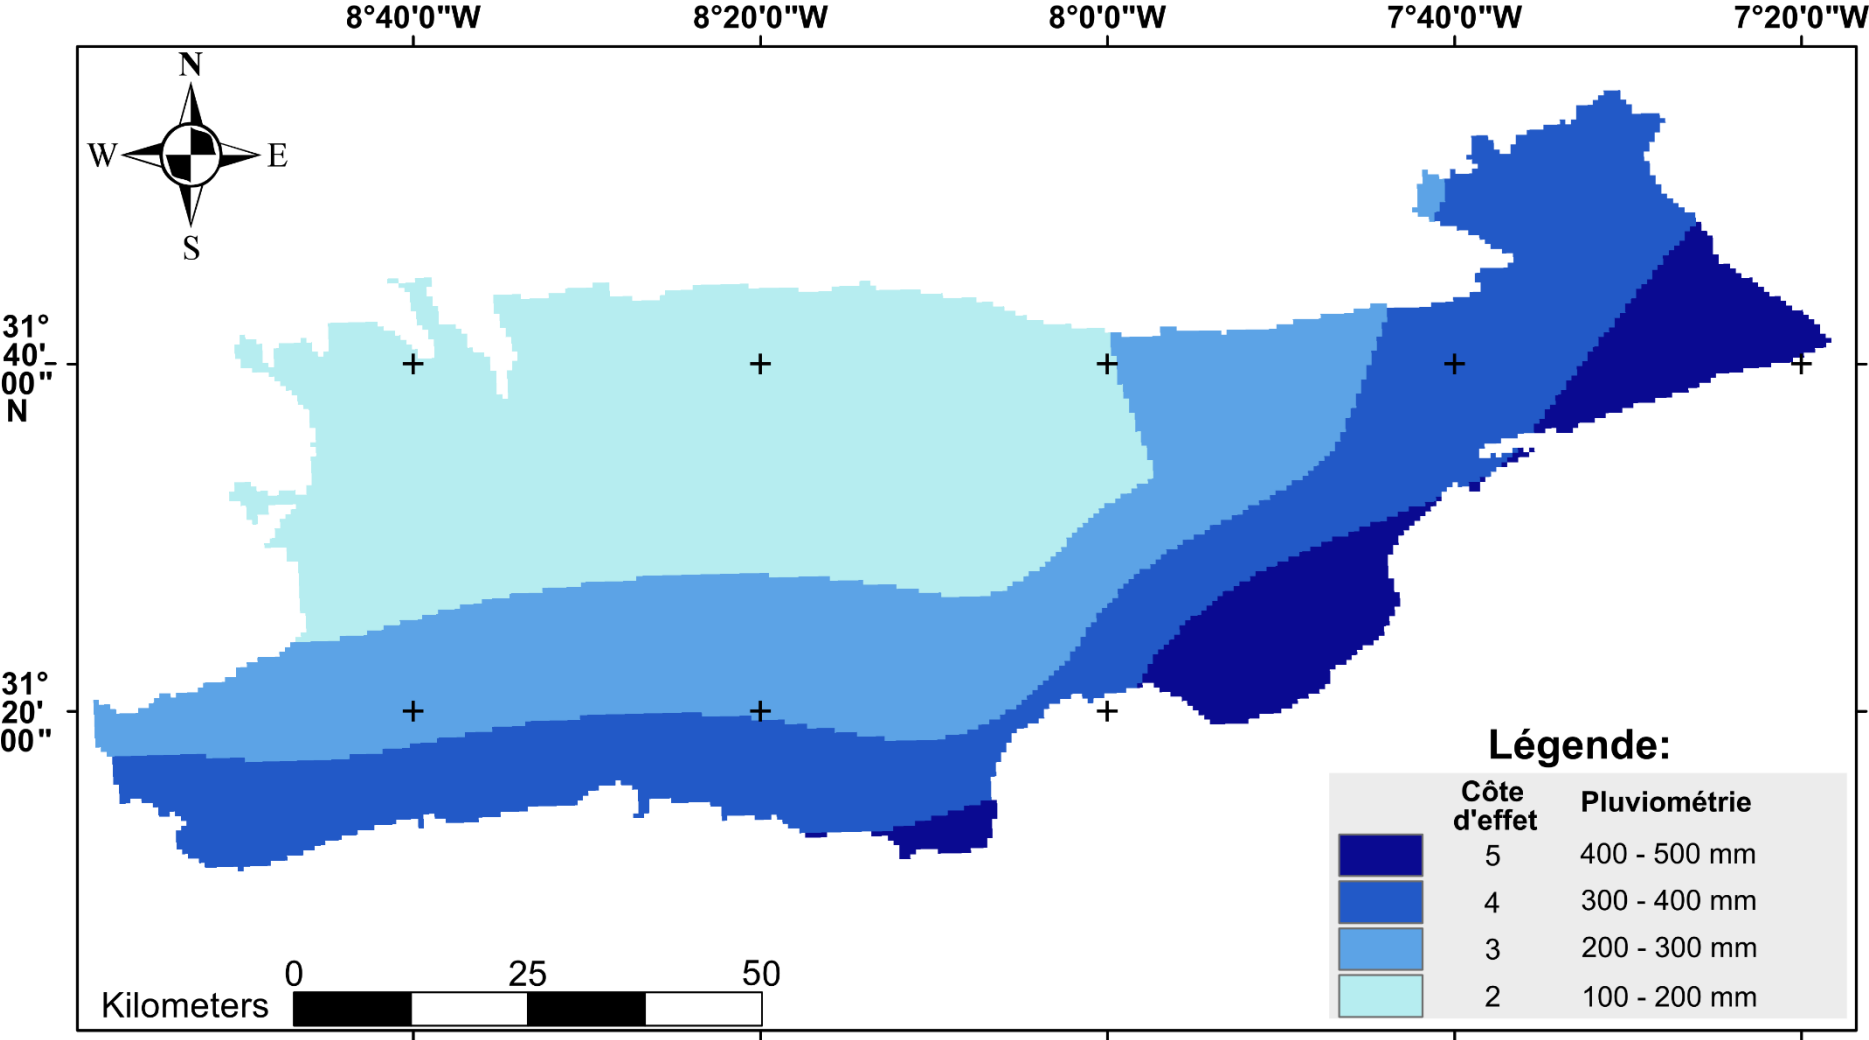 8°40'0"W 8°20'0"W 8°0'0"W 7°40'0"W 7°20'0"W
N
W E
S
31°
40'
00"
N
31°
20'
00"
Légende:
Côte
d'effet Pluviométrie
5 400 - 500 mm
4 300 - 400 mm
3 200 - 300 mm
2 100 - 200 mm
0 25 50
Kilometers